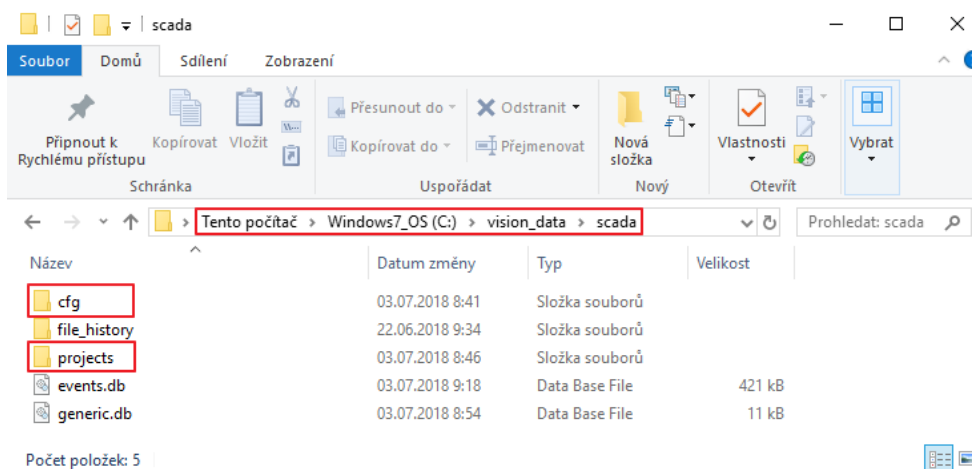 scada
Soubor Domů Sdílení Zobrazení
Připnout k Rychlému přístupu
Kopírovat
Vložit
Přesunout do
Kopírovat do
Odstranit
Přejmenovat
Nová složka
Vlastnosti
Vybrat
Schránka Uspořádat Nový Otevřít
Tento počítač › Windows7_OS (C:) › vision_data › scada
Prohledat: scada
Název Datum změny Typ Velikost
cfg 03.07.2018 8:41 Složka souborů
file_history 22.06.2018 9:34 Složka souborů
projects 03.07.2018 8:46 Složka souborů
events.db 03.07.2018 9:18 Data Base File 421 kB
generic.db 03.07.2018 8:54 Data Base File 11 kB
Počet položek: 5